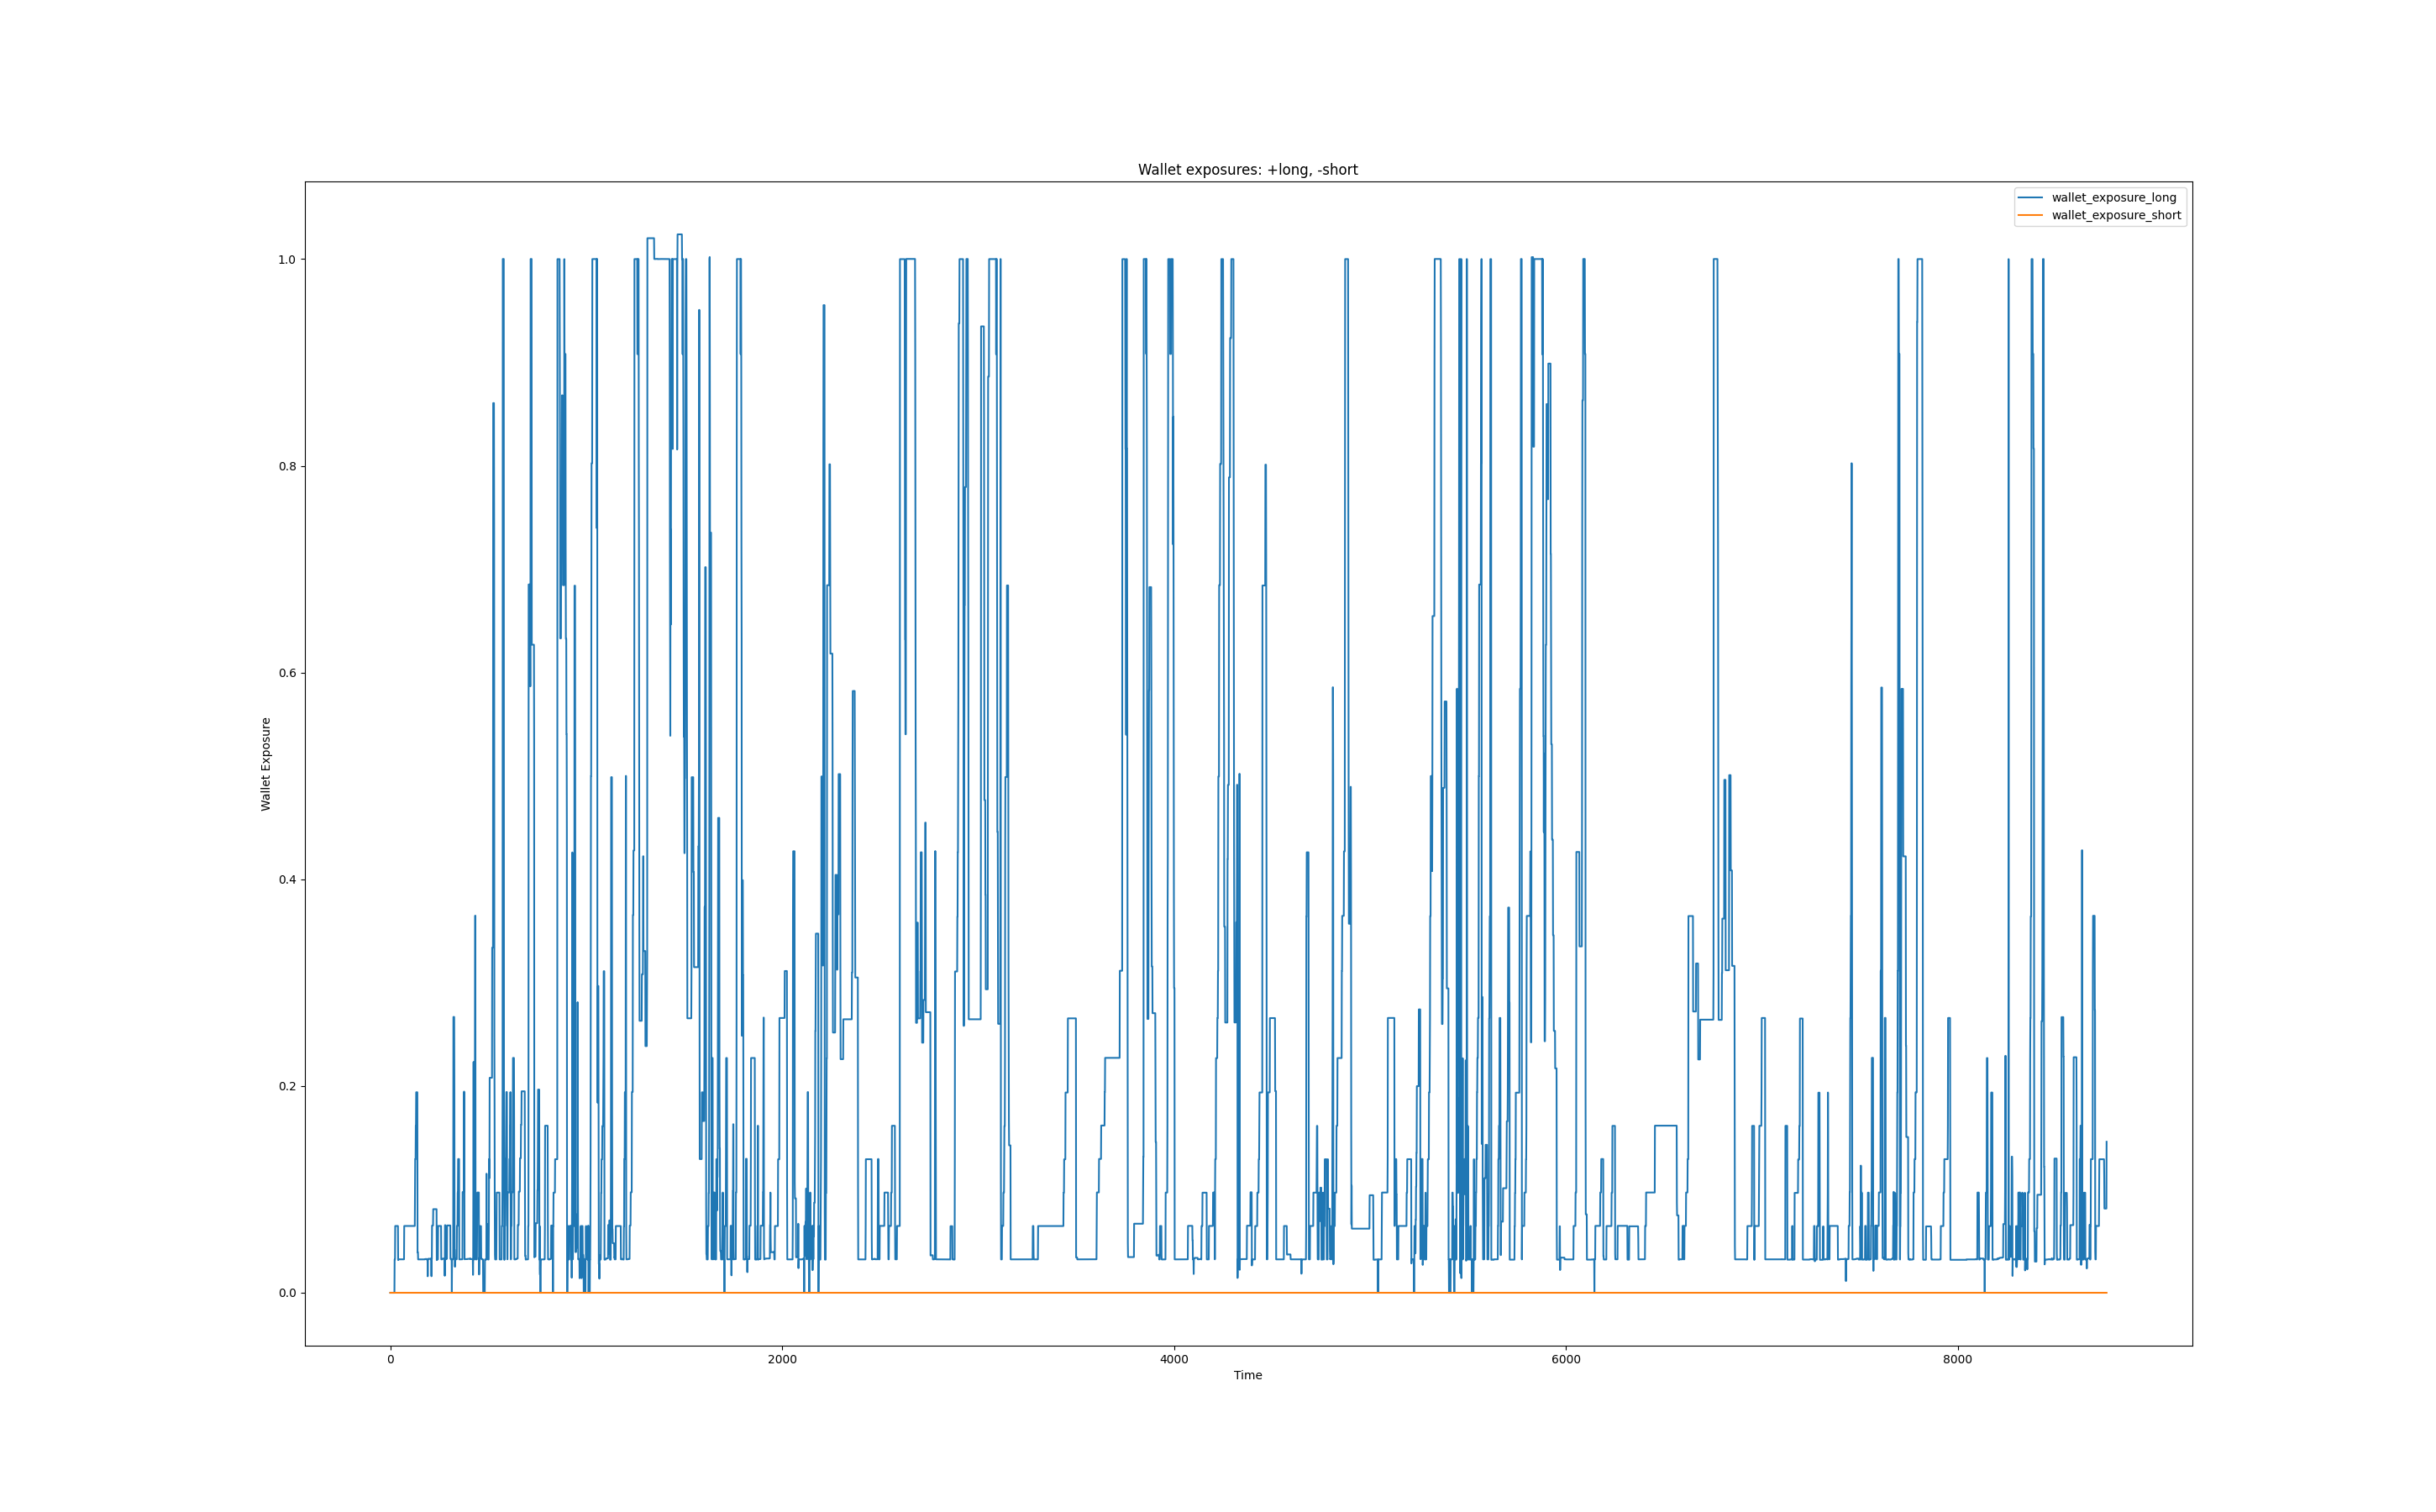 Wallet exposures: +long, -short
wallet_exposure_long
wallet_exposure_short
1.0
0.8
0.6
0.4
0.2
0.0
Wallet Exposure
0
2000
4000
6000
8000
Time